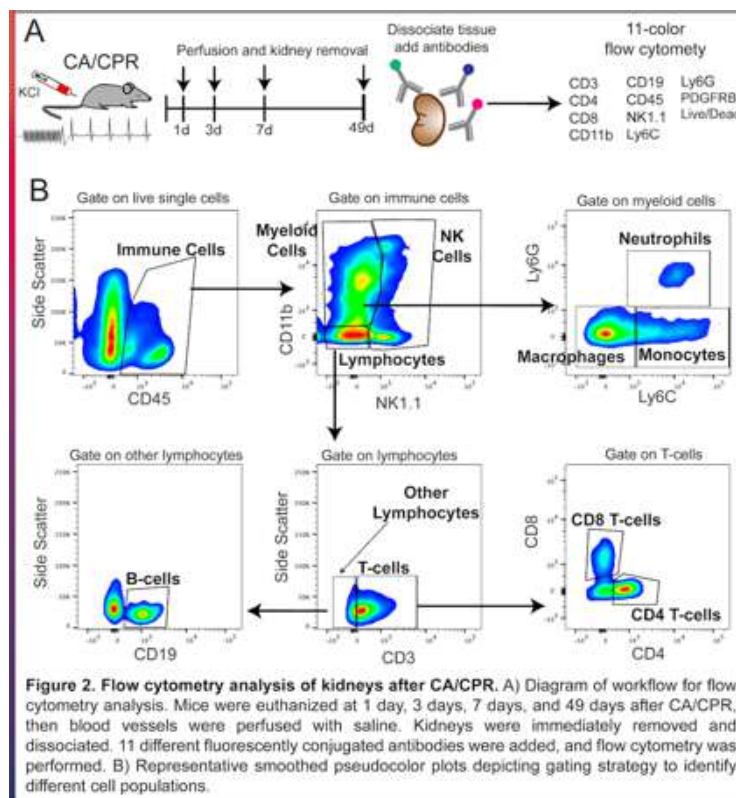 A
CA/CPR
KCl
Perfusion and kidney removal
1d 3d 7d 49d
Dissociate tissue
add antibodies
11-color
flow cytomety
CD3 CD19 Ly6G
CD4 CD45 PDGFRB
CD8 NK1.1 Live/Dead
CD11b Ly6C
B
Gate on live single cells
Immune Cells
Side Scatter
CD45
Gate on immune cells
Myeloid
Cells
NK
Cells
CD11b
Lymphocytes
NK1.1
Gate on myeloid cells
Neutrophils
Ly6G
Macrophages Monocytes
Ly6C
Gate on other lymphocytes
Side Scatter
B-cells
CD19
Gate on lymphocytes
Other
Lymphocytes
Side Scatter
T-cells
CD3
Gate on T-cells
CD8
CD8 T-cells
CD4 T-cells
CD4
Figure 2. Flow cytometry analysis of kidneys after CA/CPR. A) Diagram of workflow for flow
cytometry analysis. Mice were euthanized at 1 day, 3 days, 7 days, and 49 days after CA/CPR,
then blood vessels were perfused with saline. Kidneys were immediately removed and
dissociated. 11 different fluorescently conjugated antibodies were added, and flow cytometry was
performed. B) Representative smoothed pseudocolor plots depicting gating strategy to identify
different cell populations.